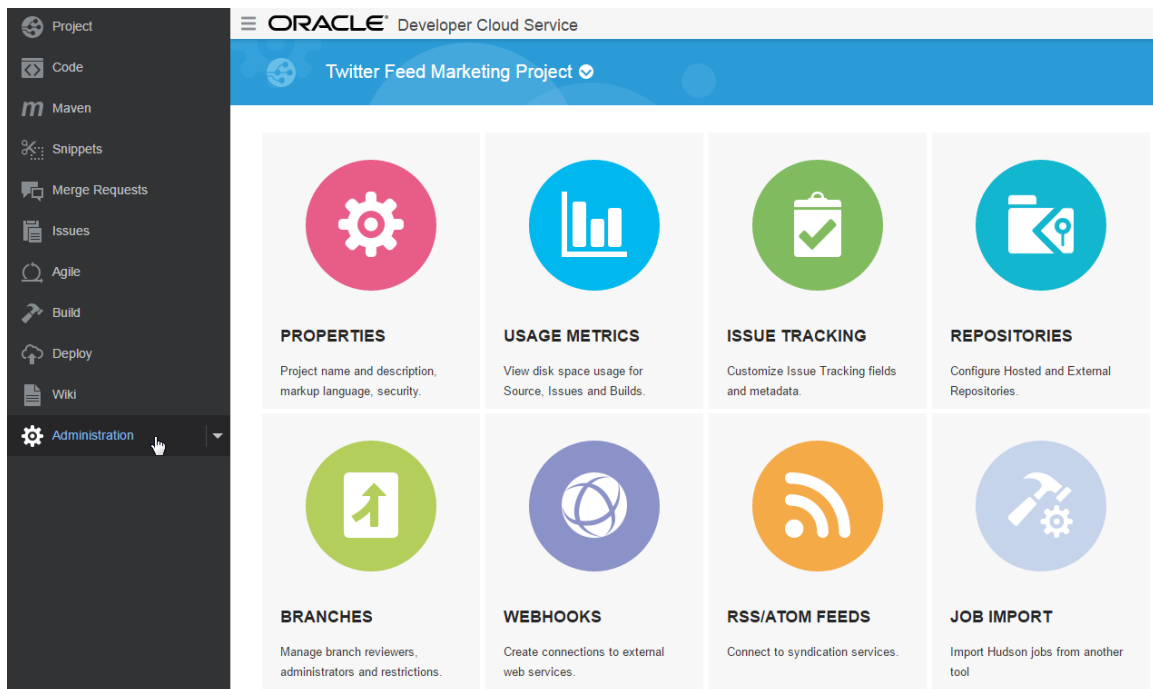 Project
Code
Maven
Snippets
Merge Requests
Issues
Agile
Build
Deploy
Wiki
Administration
ORACLE® Developer Cloud Service
Twitter Feed Marketing Project
PROPERTIES
Project name and description,
markup language, security.
USAGE METRICS
View disk space usage for
Source, Issues and Builds.
ISSUE TRACKING
Customize Issue Tracking fields
and metadata.
REPOSITORIES
Configure Hosted and External
Repositories.
BRANCHES
Manage branch reviewers,
administrators and restrictions.
WEBHOOKS
Create connections to external
web services.
RSS/ATOM FEEDS
Connect to syndication services.
JOB IMPORT
Import Hudson jobs from another
tool